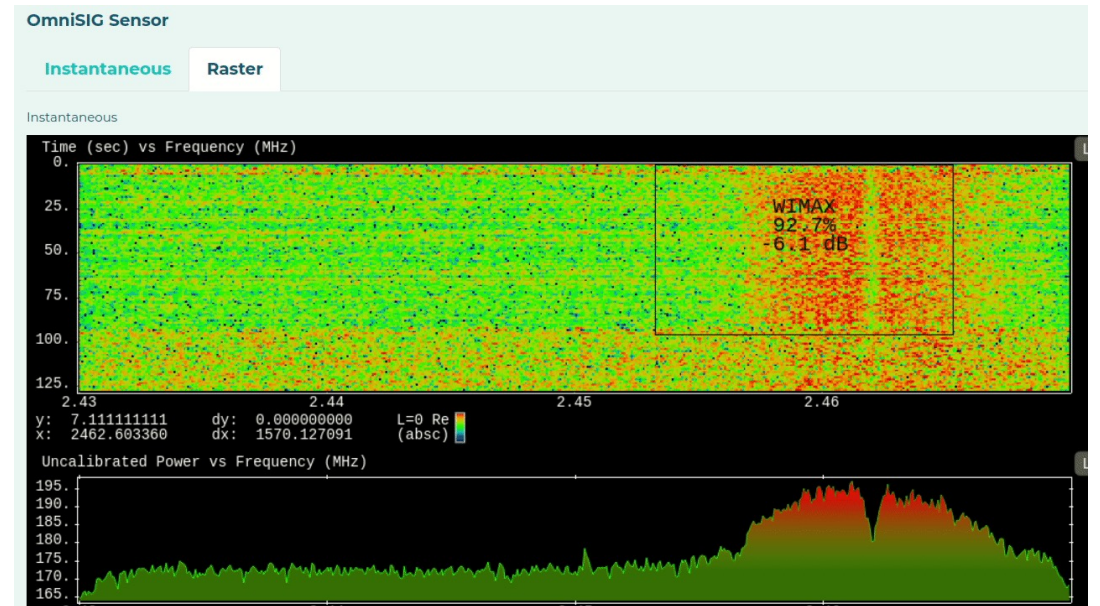 OmniSIG Sensor
Instantaneous Raster
Instantaneous
Time (sec) vs Frequency (MHz)
L
0.
25.
WIMAX
92.7%
50.
-6.1 dB
75.
100.
125.
2.43 2.44 2.45 2.46
y: 7.111111111 dy: 0.000000000 L=0 Re
x: 2462.603360 dx: 1570.127091 (absc)
Uncalibrated Power vs Frequency (MHz)
L
195.
190.
185.
180.
175.
170.
165.